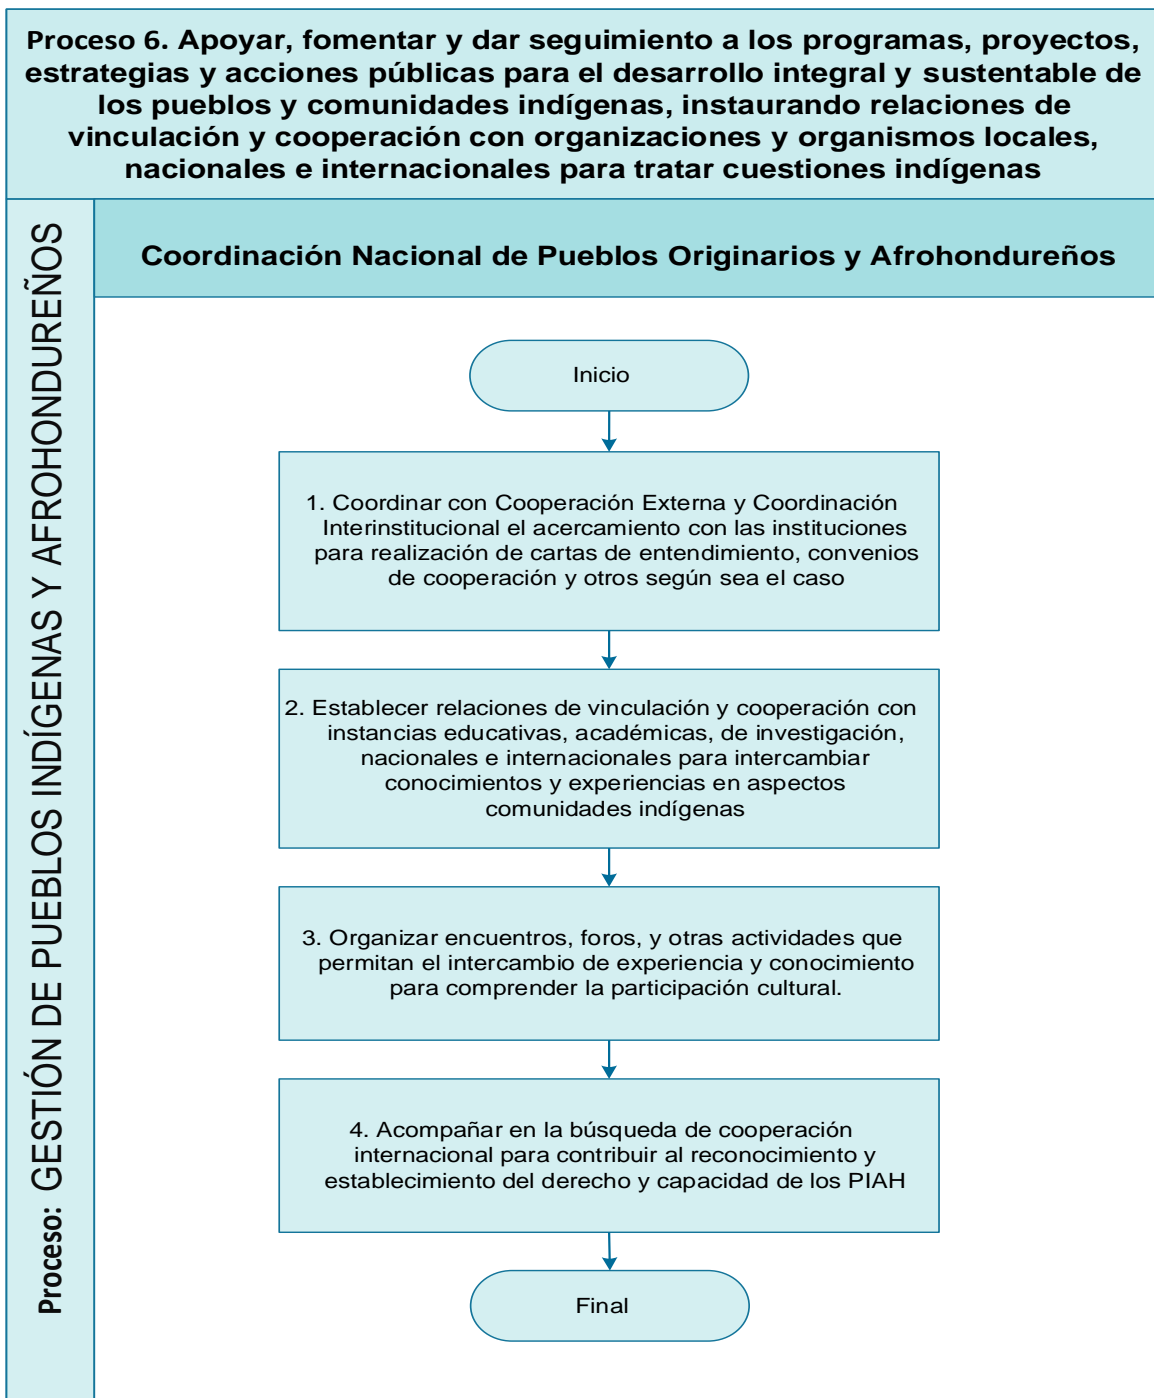 Proceso 6. Apoyar, fomentar y dar seguimiento a los programas, proyectos,
estrategias y acciones públicas para el desarrollo integral y sustentable de
los pueblos y comunidades indígenas, instaurando relaciones de
vinculación y cooperación con organizaciones y organismos locales,
nacionales e internacionales para tratar cuestiones indígenas
Proceso: GESTIÓN DE PUEBLOS INDÍGENAS Y AFROHONDUREÑOS
Coordinación Nacional de Pueblos Originarios y Afrohondureños
Inicio
1. Coordinar con Cooperación Externa y Coordinación
Interinstitucional el acercamiento con las instituciones
para realización de cartas de entendimiento, convenios
de cooperación y otros según sea el caso
2. Establecer relaciones de vinculación y cooperación con
instancias educativas, académicas, de investigación,
nacionales e internacionales para intercambiar
conocimientos y experiencias en aspectos
comunidades indígenas
3. Organizar encuentros, foros, y otras actividades que
permitan el intercambio de experiencia y conocimiento
para comprender la participación cultural.
4. Acompañar en la búsqueda de cooperación
internacional para contribuir al reconocimiento y
establecimiento del derecho y capacidad de los PIAH
Final